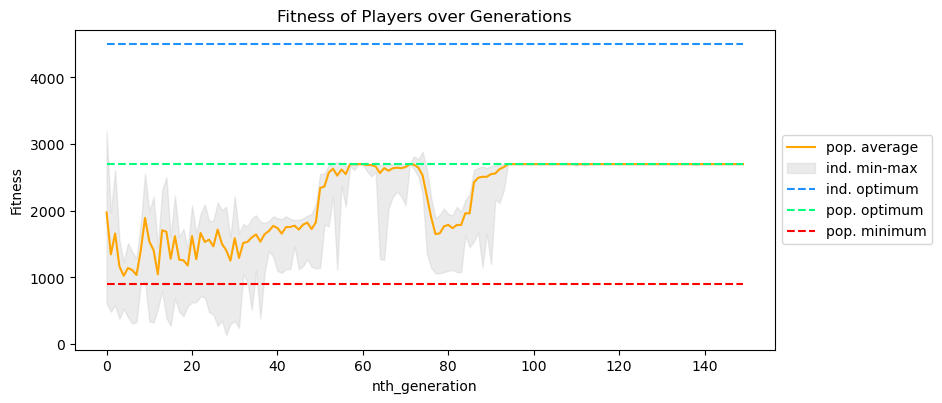 Fitness of Players over Generations
Fitness
4000
3000
2000
1000
0
0 20 40 60 80 100 120 140
nth_generation
pop. average
ind. min-max
ind. optimum
pop. optimum
pop. minimum